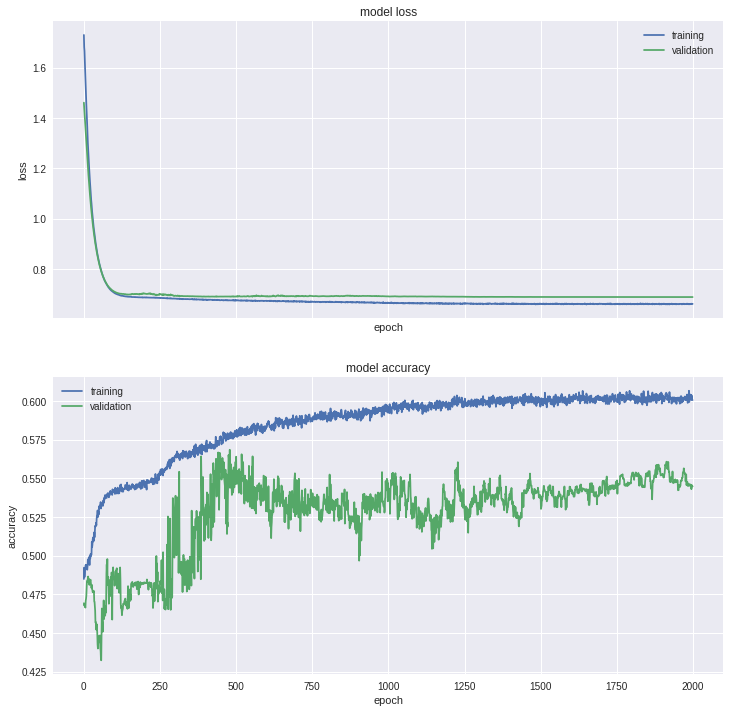 model loss
training
validation
1.6
1.4
1.2
1.0
0.8
loss
epoch
model accuracy
training
validation
0.600
0.575
0.550
0.525
0.500
0.475
0.450
0.425
accuracy
0 250 500 750 1000 1250 1500 1750 2000
epoch